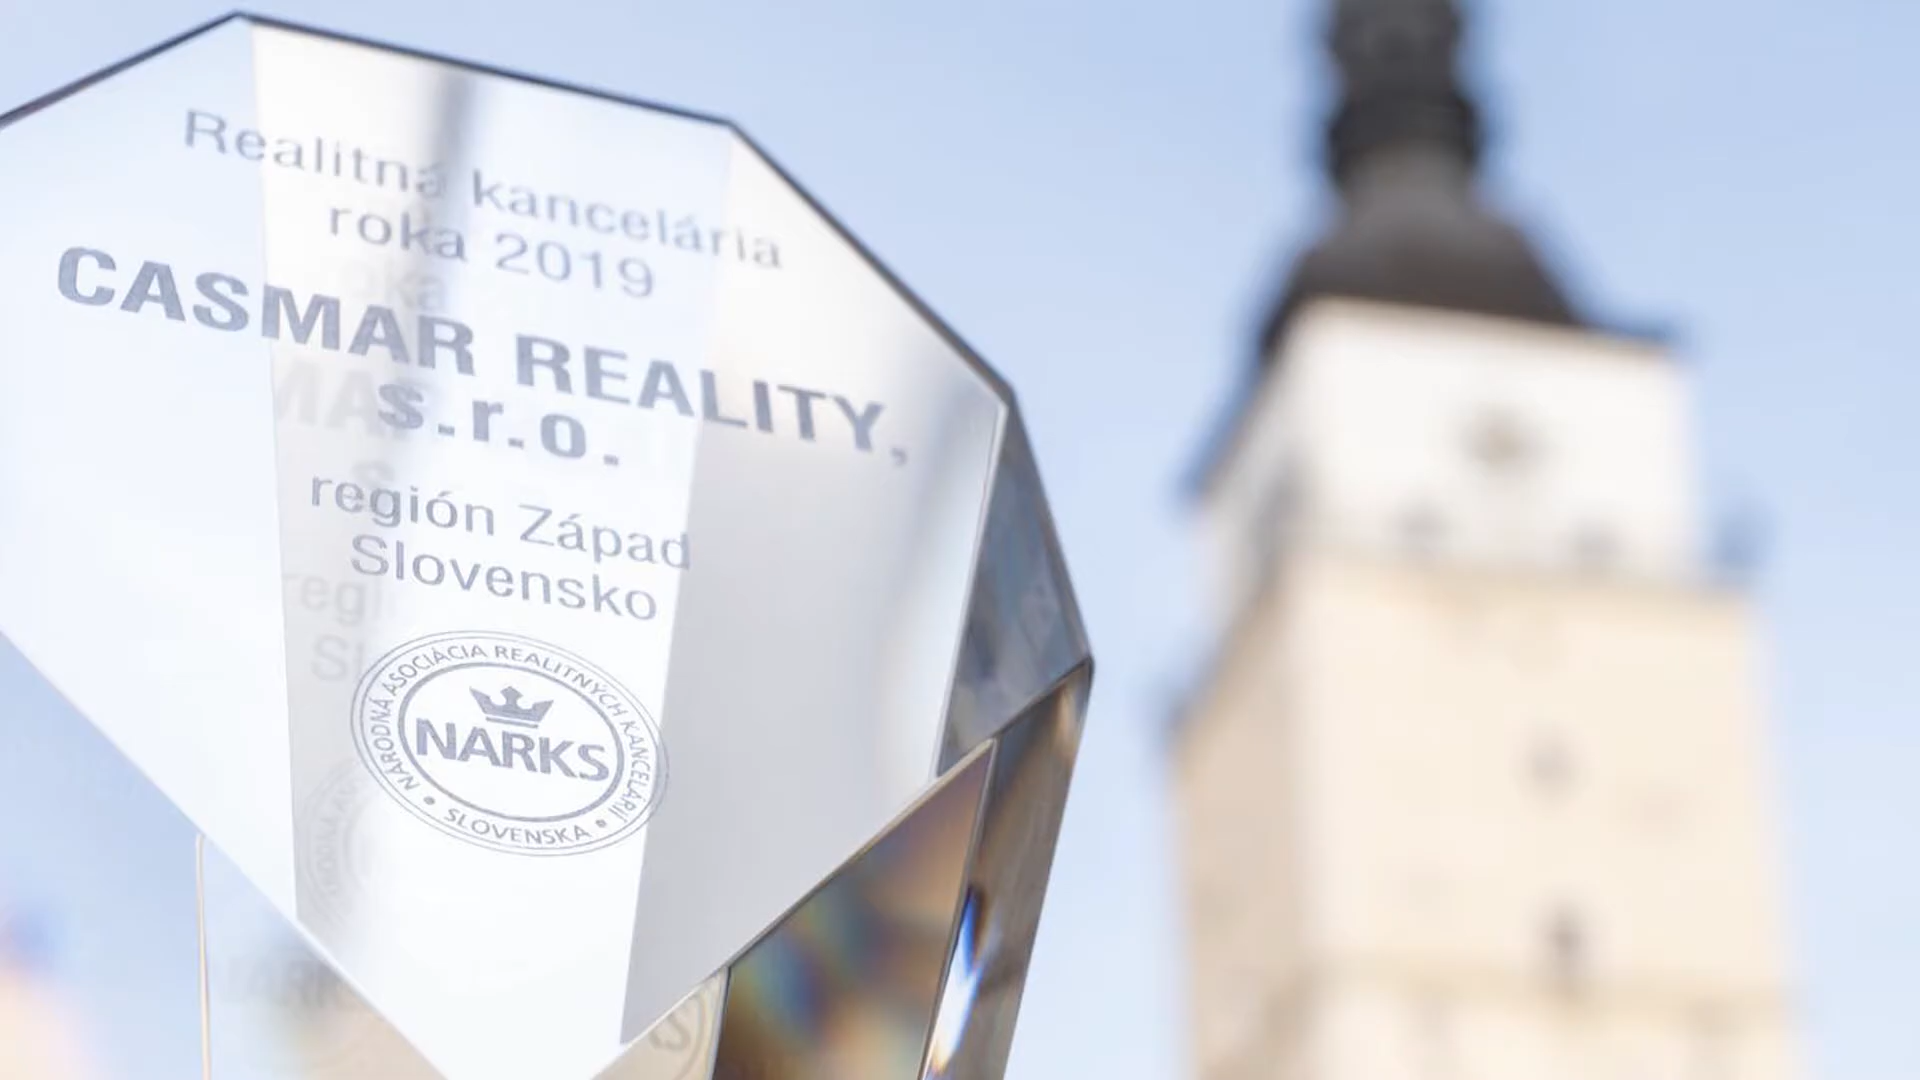 Realitná kancelária
roka 2019
CASMAR REALITY,
s.r.o.
región Západ
Slovensko
NÁRODNÁ ASOCIÁCIA REALITNÝCH KANCELÁRIÍ
NARKS
• SLOVENSKA •